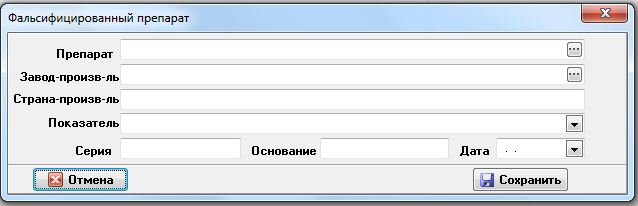 Фальсифицированный препарат
Препарат
Завод-произв-ль
Страна-произв-ль
Показатель
Серия Основание Дата . .
Отмена Сохранить